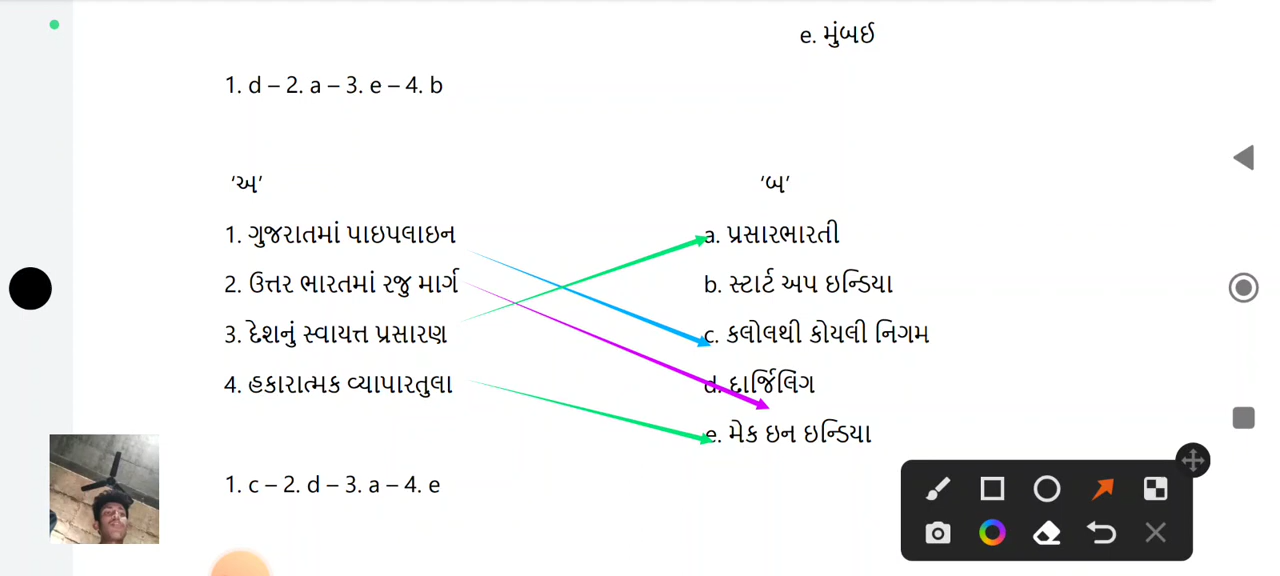 e. મુંબઈ
1. d – 2. a – 3. e – 4. b
‘અ’
‘બ’
1. ગુજરાતમાં પાઇપલાઇન
a. પ્રસારભારતી
2. ઉત્તર ભારતમાં રજુ માર્ગ
b. સ્ટાર્ટ અપ ઇન્ડિયા
3. દેશનું સ્વાયત્ત પ્રસારણ
c. કલોલથી કોયલી નિગમ
4. હકારાત્મક વ્યાપારતુલા
d. દાર્જિલિંગ
e. મેક ઇન ઇન્ડિયા
1. c – 2. d – 3. a – 4. e